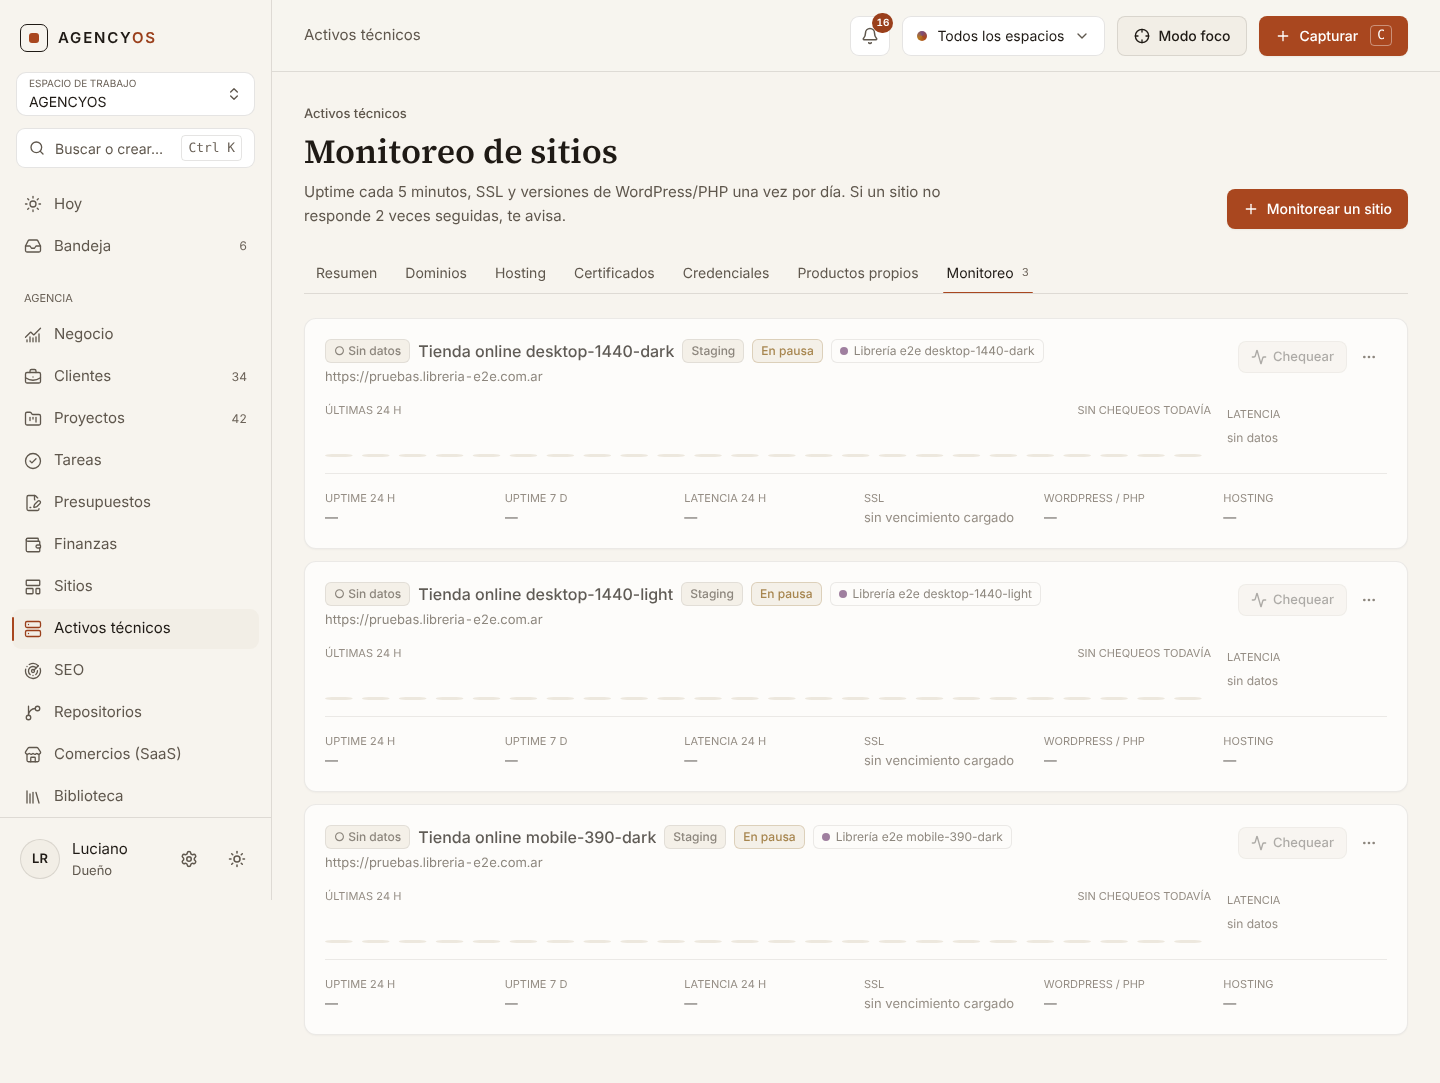 AGENCYOS
ESPACIO DE TRABAJO
AGENCYOS
Buscar o crear... Ctrl K
Hoy
Bandeja 6
AGENCIA
Negocio
Clientes 34
Proyectos 42
Tareas
Presupuestos
Finanzas
Sitios
Activos técnicos
SEO
Repositorios
Comercios (SaaS)
Biblioteca
LR Luciano
Dueño
Activos técnicos
16
Todos los espacios
Modo foco
Capturar C
Activos técnicos
Monitoreo de sitios
Uptime cada 5 minutos, SSL y versiones de WordPress/PHP una vez por día. Si un sitio no
responde 2 veces seguidas, te avisa.
Monitorear un sitio
Resumen Dominios Hosting Certificados Credenciales Productos propios Monitoreo 3
Sin datos Tienda online desktop-1440-dark Staging En pausa Librería e2e desktop-1440-dark Chequear
https://pruebas.libreria-e2e.com.ar
ÚLTIMAS 24 H SIN CHEQUEOS TODAVÍA LATENCIA
sin datos
UPTIME 24 H UPTIME 7 D LATENCIA 24 H SSL WORDPRESS / PHP HOSTING
— — — sin vencimiento cargado — —
Sin datos Tienda online desktop-1440-light Staging En pausa Librería e2e desktop-1440-light Chequear
https://pruebas.libreria-e2e.com.ar
ÚLTIMAS 24 H SIN CHEQUEOS TODAVÍA LATENCIA
sin datos
UPTIME 24 H UPTIME 7 D LATENCIA 24 H SSL WORDPRESS / PHP HOSTING
— — — sin vencimiento cargado — —
Sin datos Tienda online mobile-390-dark Staging En pausa Librería e2e mobile-390-dark Chequear
https://pruebas.libreria-e2e.com.ar
ÚLTIMAS 24 H SIN CHEQUEOS TODAVÍA LATENCIA
sin datos
UPTIME 24 H UPTIME 7 D LATENCIA 24 H SSL WORDPRESS / PHP HOSTING
— — — sin vencimiento cargado — —